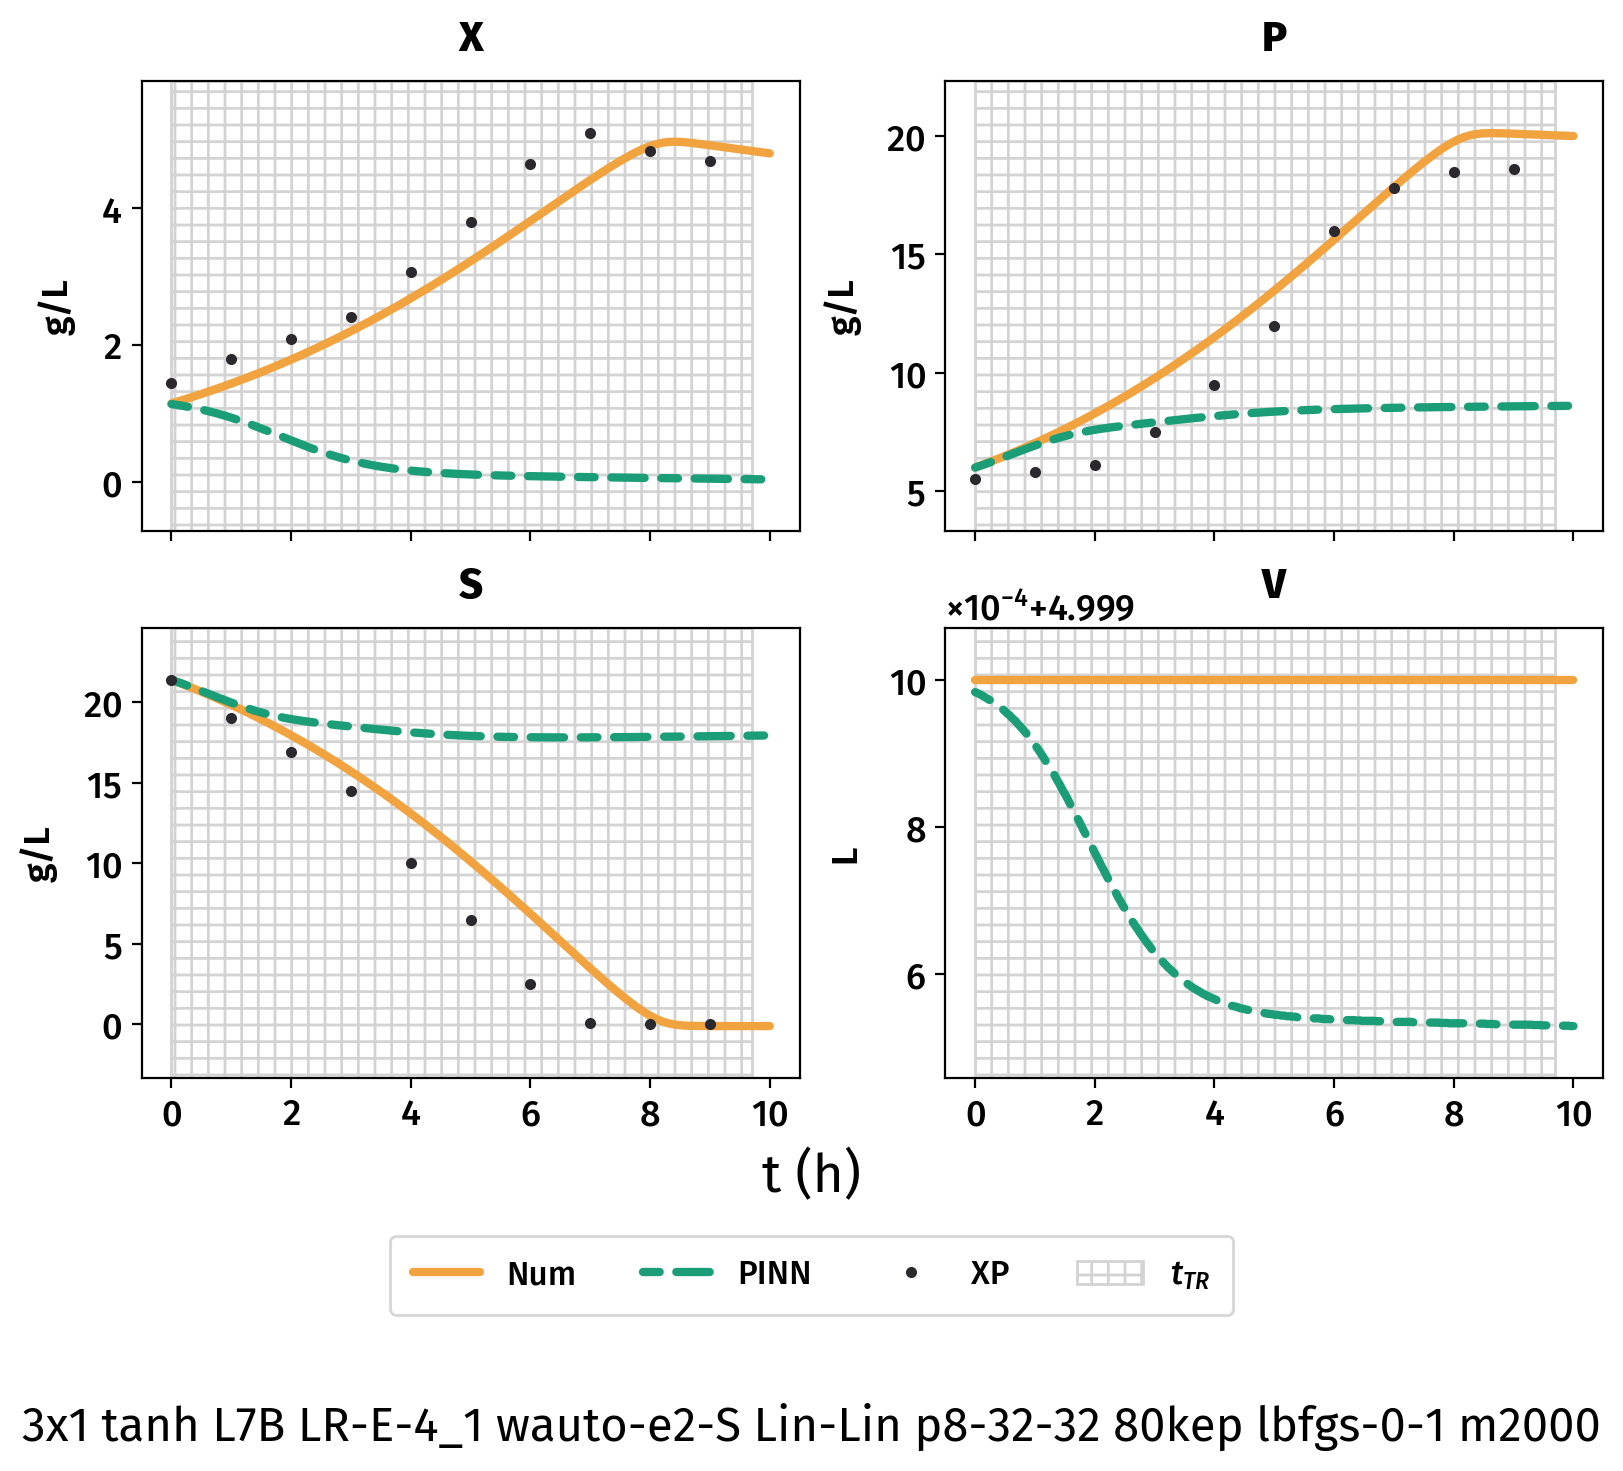 X
P
g/L
4
2
0
g/L
20
15
10
5
S
V
×10⁻⁴+4.999
g/L
20
15
10
5
0
L
10
8
6
0 2 4 6 8 10
0 2 4 6 8 10
t (h)
Num PINN XP t_TR
3x1 tanh L7B LR-E-4_1 wauto-e2-S Lin-Lin p8-32-32 80kep lbfgs-0-1 m2000